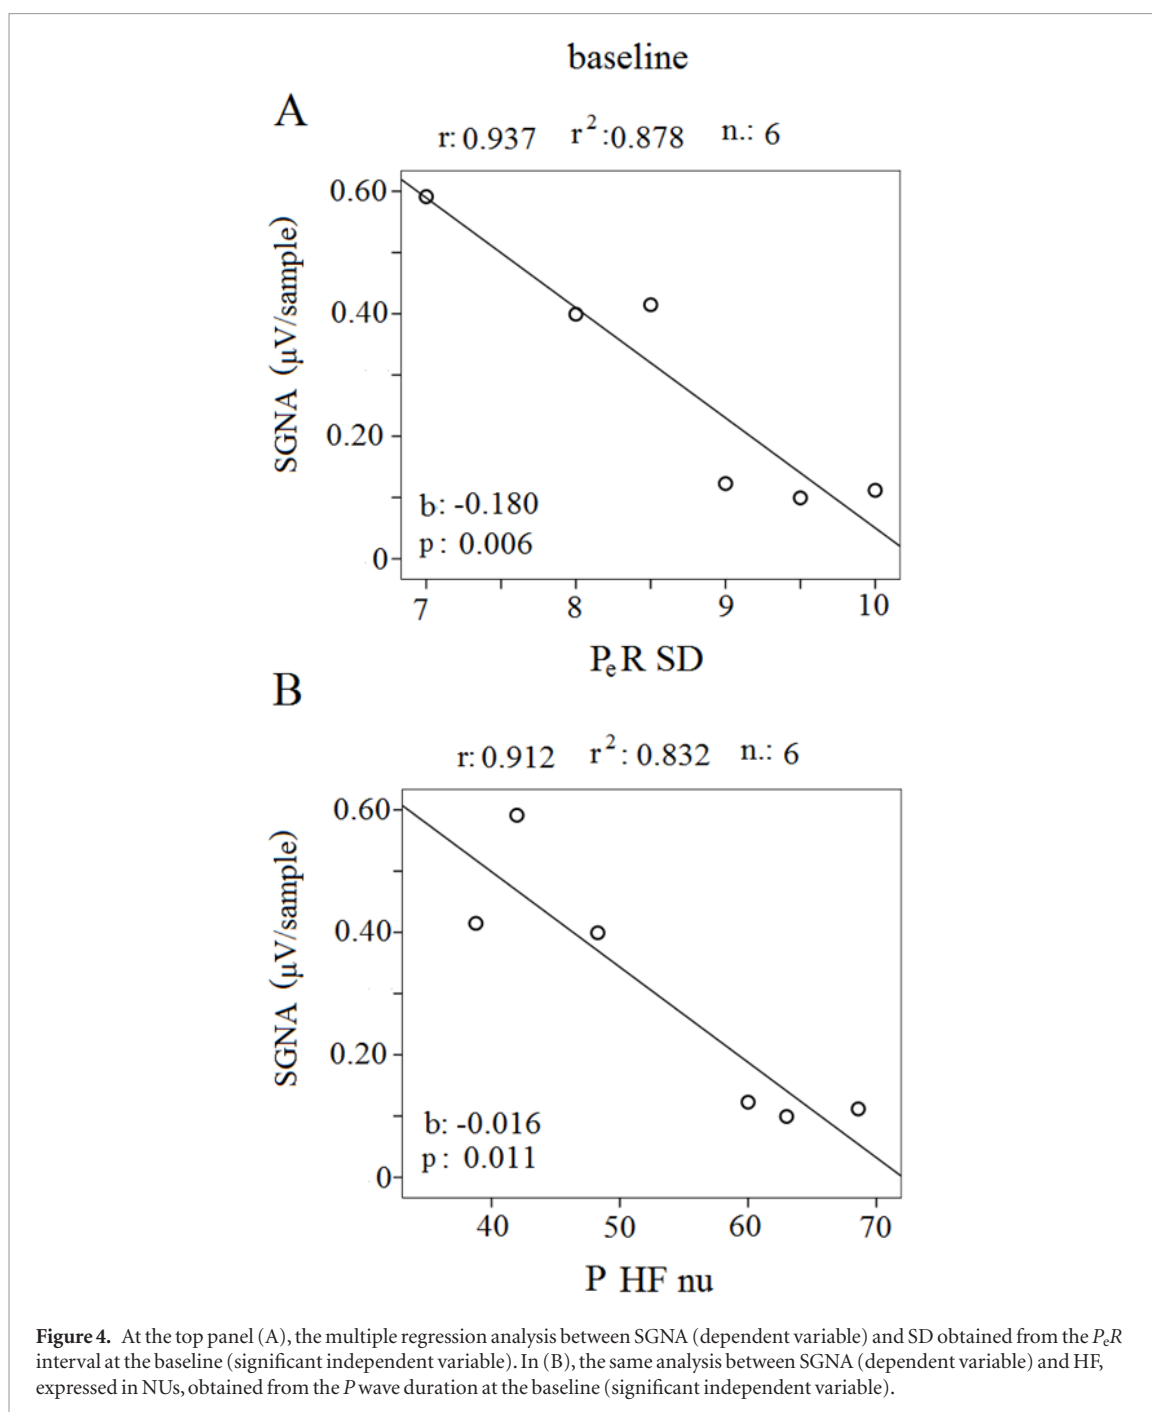 baseline
A
r: 0.937 r²:0.878 n.: 6
SGNA (µV/sample)
0.60
0.40
0.20
0
b: -0.180
p: 0.006
7 8 9 10
PₑR SD
B
r: 0.912 r²: 0.832 n.: 6
SGNA (µV/sample)
0.60
0.40
0.20
0
b: -0.016
p: 0.011
40 50 60 70
P HF nu
Figure 4. At the top panel (A), the multiple regression analysis between SGNA (dependent variable) and SD obtained from the PₑR
interval at the baseline (significant independent variable). In (B), the same analysis between SGNA (dependent variable) and HF,
expressed in NUs, obtained from the P wave duration at the baseline (significant independent variable).